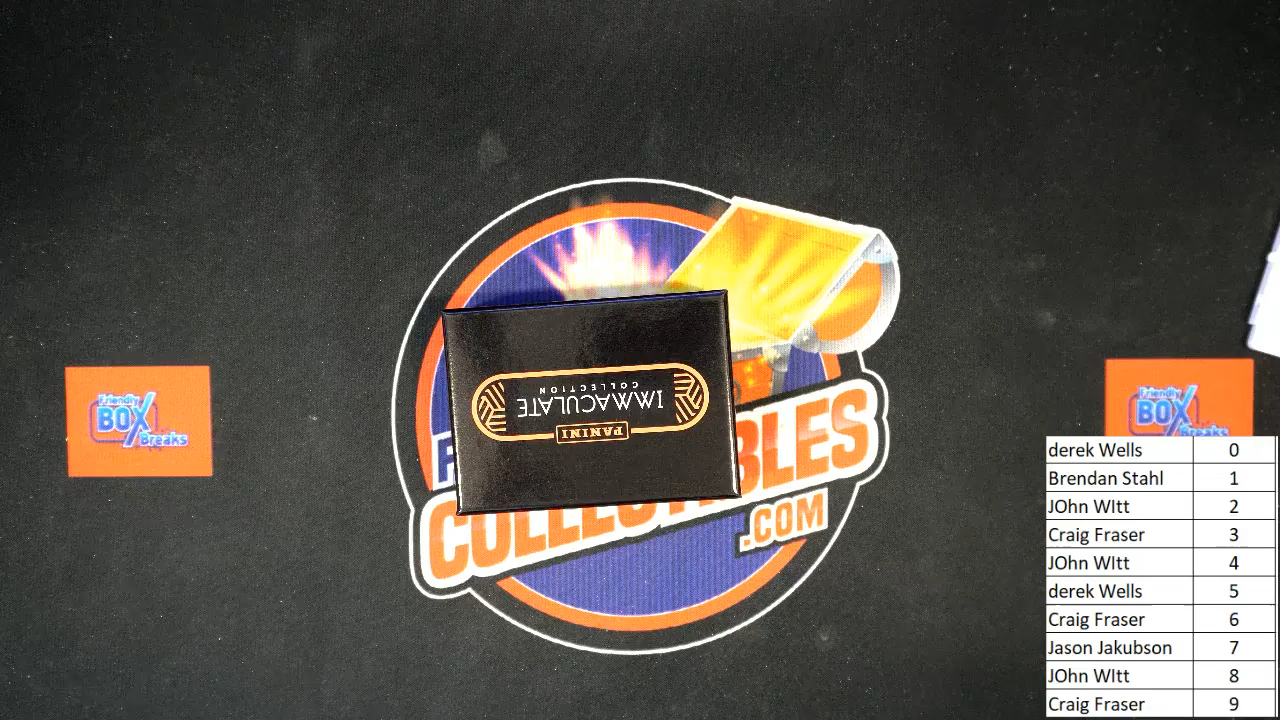 Friendly
BOX
Breaks
IMMACULATE
COLLECTION
PANINI
F BLES
COLLECTIBLES
.COM
Friendly
BOX
Breaks
derek Wells 0
Brendan Stahl 1
JOhn WItt 2
Craig Fraser 3
JOhn WItt 4
derek Wells 5
Craig Fraser 6
Jason Jakubson 7
JOhn WItt 8
Craig Fraser 9